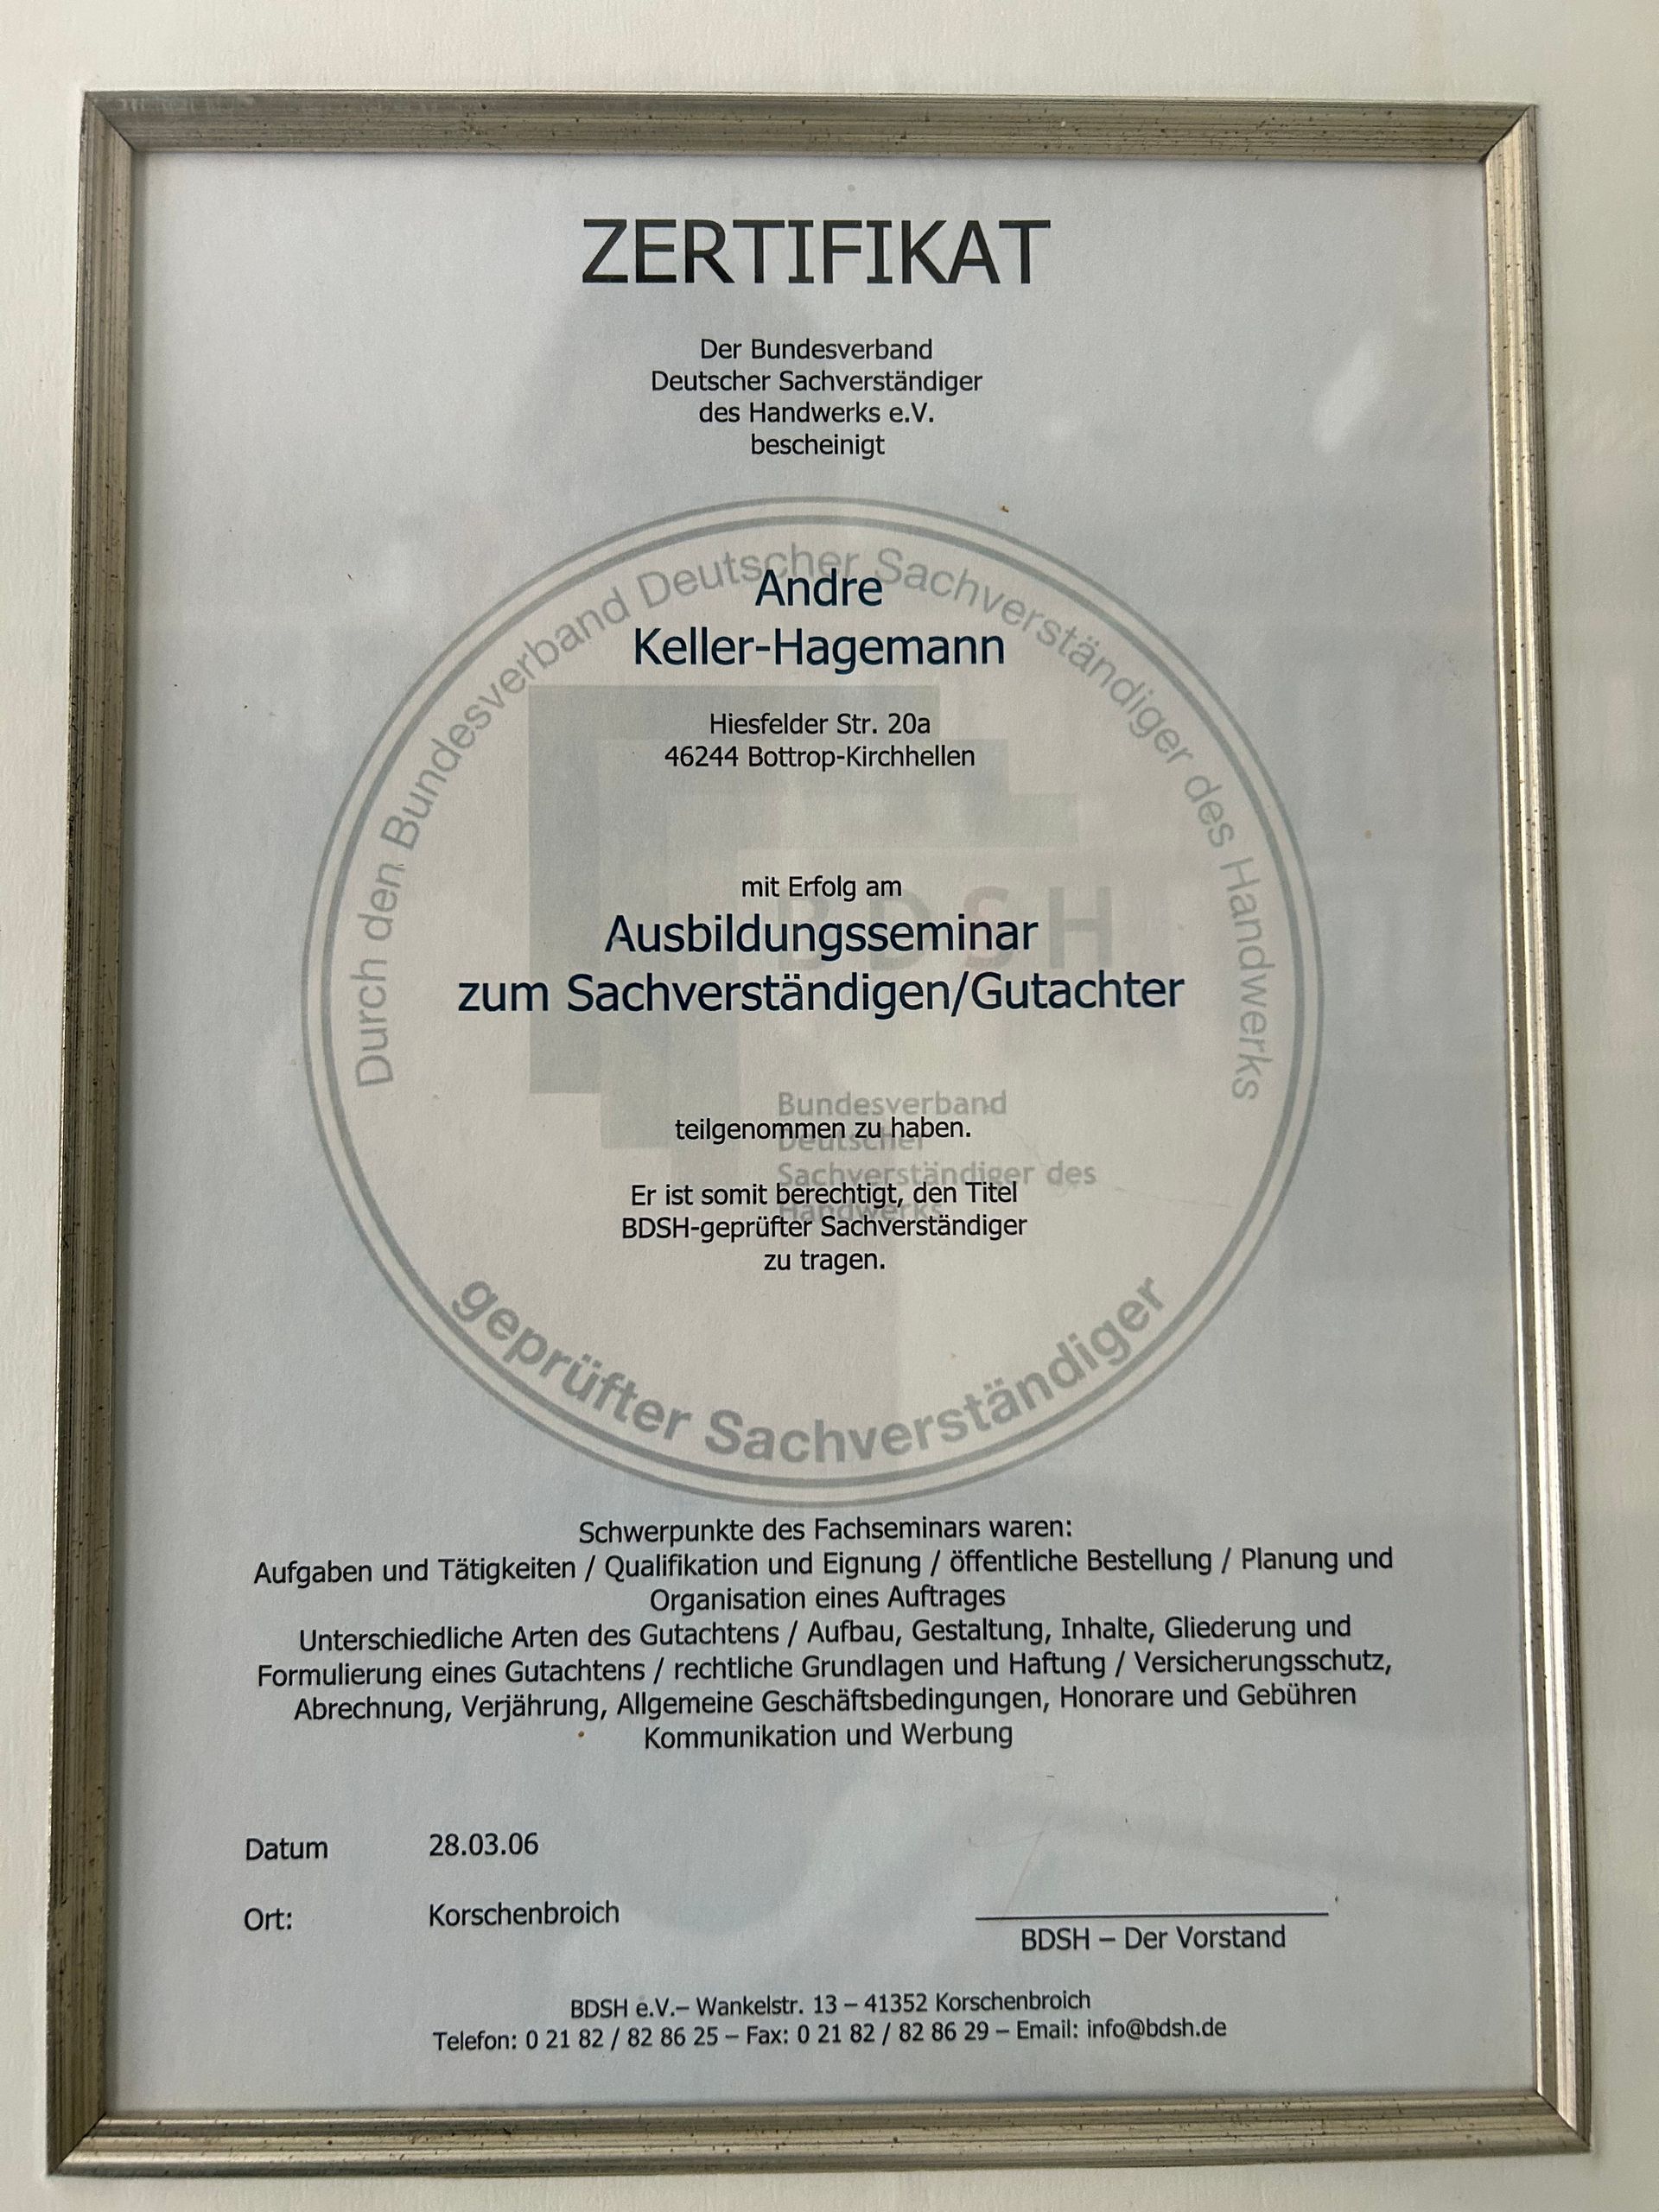 ZERTIFIKAT
Der Bundesverband
Deutscher Sachverständiger
des Handwerks e.V.
bescheinigt
Durch den Bundesverband Deutscher Sachverständiger des Handwerks
Andre
Keller-Hagemann
Hiesfelder Str. 20a
46244 Bottrop-Kirchhellen
mit Erfolg am
BDSH
Ausbildungsseminar
zum Sachverständigen/Gutachter
Bundesverband
Deutscher
Sachverständiger des
Handwerks
teilgenommen zu haben.
Er ist somit berechtigt, den Titel
BDSH-geprüfter Sachverständiger
zu tragen.
geprüfter Sachverständiger
Schwerpunkte des Fachseminars waren:
Aufgaben und Tätigkeiten / Qualifikation und Eignung / öffentliche Bestellung / Planung und
Organisation eines Auftrages
Unterschiedliche Arten des Gutachtens / Aufbau, Gestaltung, Inhalte, Gliederung und
Formulierung eines Gutachtens / rechtliche Grundlagen und Haftung / Versicherungsschutz,
Abrechnung, Verjährung, Allgemeine Geschäftsbedingungen, Honorare und Gebühren
Kommunikation und Werbung
Datum 28.03.06
Ort: Korschenbroich
BDSH – Der Vorstand
BDSH e.V.– Wankelstr. 13 – 41352 Korschenbroich
Telefon: 0 21 82 / 82 86 25 – Fax: 0 21 82 / 82 86 29 – Email: info@bdsh.de